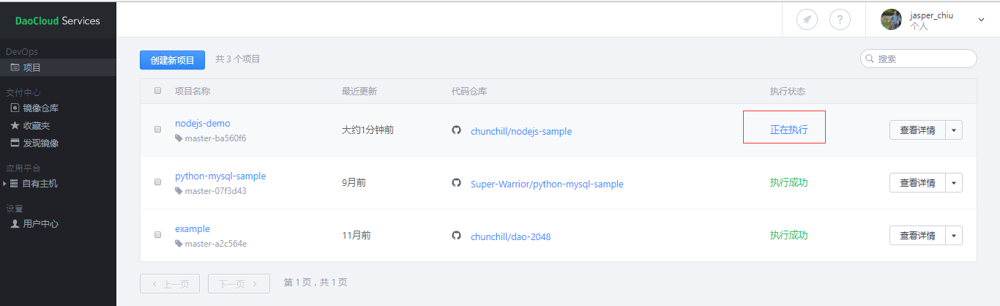 DaoCloud Services
jasper_chiu
个人
DevOps
项目
交付中心
镜像仓库
收藏夹
发现镜像
应用平台
自有主机
设置
用户中心
创建新项目 共 3 个项目 搜索
项目名称 最近更新 代码仓库 执行状态
nodejs-demo
master-ba560f6
大约1分钟前 chunchill/nodejs-sample 正在执行 查看详情
python-mysql-sample
master-07f3d43
9月前 Super-Warrior/python-mysql-sample 执行成功 查看详情
example
master-a2c564e
11月前 chunchill/dao-2048 执行成功 查看详情
上一页 下一页 第 1 页，共 1 页